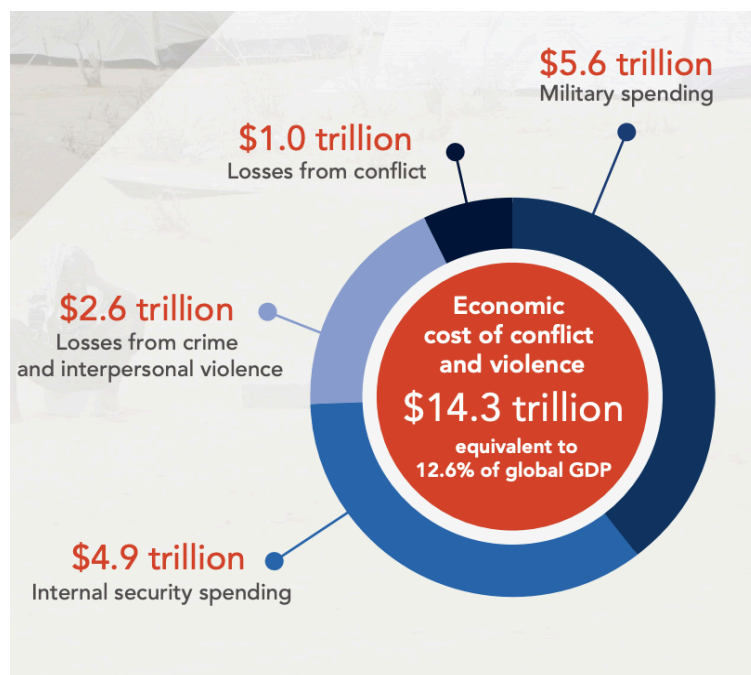 $5.6 trillion
Military spending
$1.0 trillion
Losses from conflict
$2.6 trillion
Losses from crime
and interpersonal violence
$4.9 trillion
Internal security spending
Economic
cost of conflict
and violence
$14.3 trillion
equivalent to
12.6% of global GDP